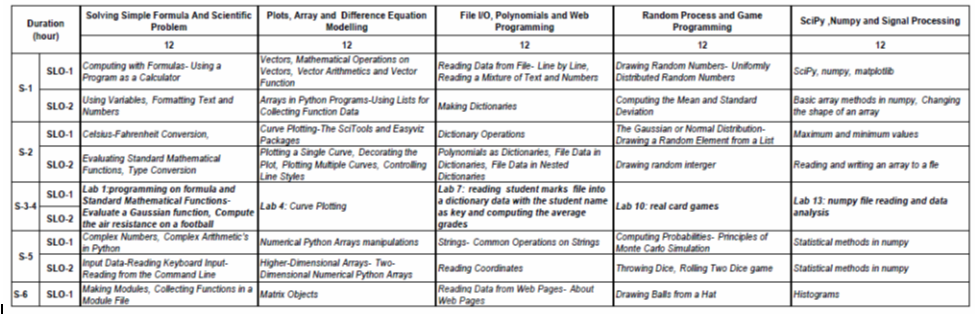 Duration
(hour)
Solving Simple Formula And Scientific
Problem
Plots, Array and Difference Equation
Modelling
File I/O, Polynomials and Web
Programming
Random Process and Game
Programming
SciPy ,Numpy and Signal Processing
12
12
12
12
12
S-1
SLO-1
Computing with Formulas- Using a
Program as a Calculator
Vectors, Mathematical Operations on
Vectors, Vector Arithmetics and Vector
Function
Reading Data from File- Line by Line,
Reading a Mixture of Text and Numbers
Drawing Random Numbers- Uniformly
Distributed Random Numbers
SciPy, numpy, matplotlib
SLO-2
Using Variables, Formatting Text and
Numbers
Arrays in Python Programs-Using Lists for
Collecting Function Data
Making Dictionaries
Computing the Mean and Standard
Deviation
Basic array methods in numpy, Changing
the shape of an array
S-2
SLO-1
Celsius-Fahrenheit Conversion,
Curve Plotting-The SciTools and Easyviz
Packages
Dictionary Operations
The Gaussian or Normal Distribution-
Drawing a Random Element from a List
Maximum and minimum values
SLO-2
Evaluating Standard Mathematical
Functions, Type Conversion
Plotting a Single Curve, Decorating the
Plot, Plotting Multiple Curves, Controlling
Line Styles
Polynomials as Dictionaries, File Data in
Dictionaries, File Data in Nested
Dictionaries
Drawing random interger
Reading and writing an array to a fle
S-3-4
SLO-1
SLO-2
Lab 1:programming on formula and
Standard Mathematical Functions-
Evaluate a Gaussian function, Compute
the air resistance on a football
Lab 4: Curve Plotting
Lab 7: reading student marks file into
a dictionary data with the student name
as key and computing the average
grades
Lab 10: real card games
Lab 13: numpy file reading and data
analysis
S-5
SLO-1
Complex Numbers, Complex Arithmetic's
in Python
Numerical Python Arrays manipulations
Strings- Common Operations on Strings
Computing Probabilities- Principles of
Monte Carlo Simulation
Statistical methods in numpy
SLO-2
Input Data-Reading Keyboard Input-
Reading from the Command Line
Higher-Dimensional Arrays- Two-
Dimensional Numerical Python Arrays
Reading Coordinates
Throwing Dice, Rolling Two Dice game
Statistical methods in numpy
S-6
SLO-1
Making Modules, Collecting Functions in a
Module File
Matrix Objects
Reading Data from Web Pages- About
Web Pages
Drawing Balls from a Hat
Histograms